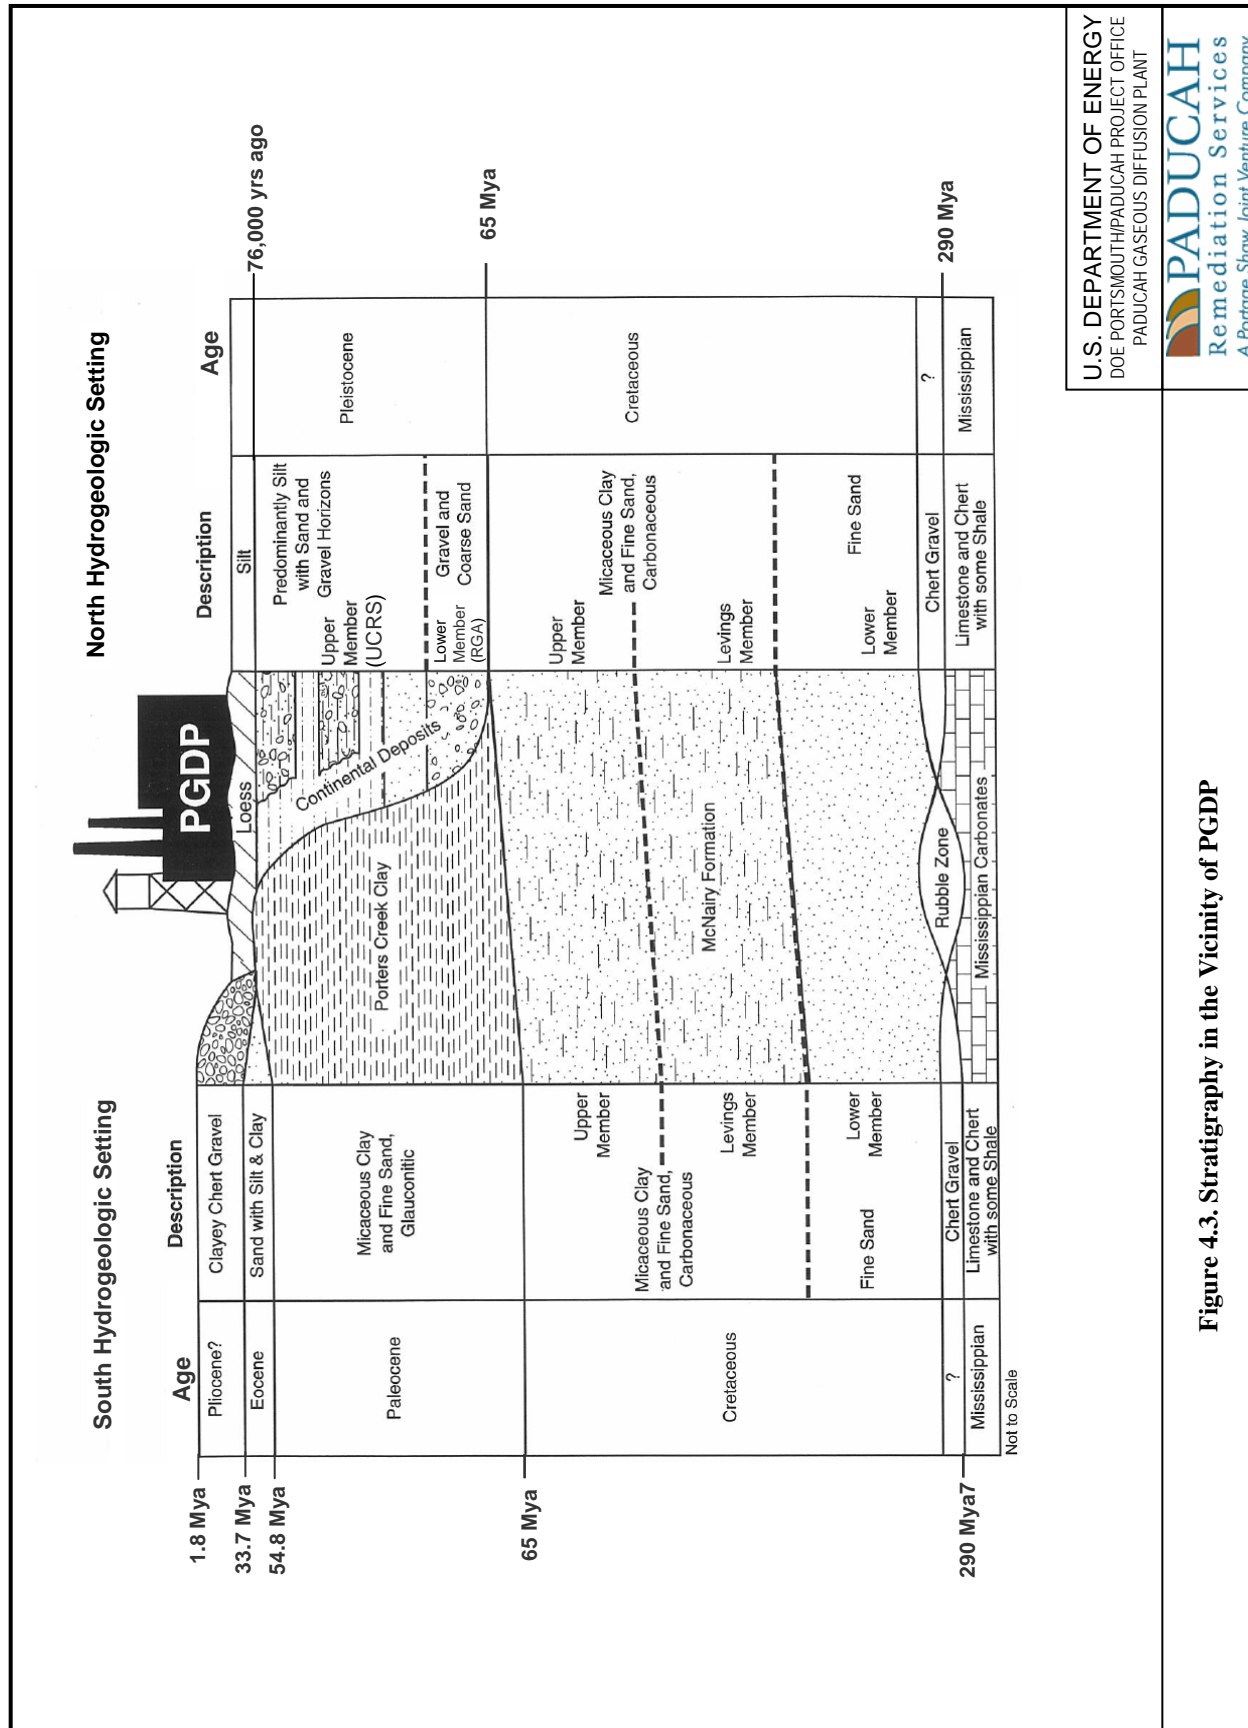 South Hydrogeologic Setting
North Hydrogeologic Setting
Age
Description
Description
Age
1.8 Mya
33.7 Mya
54.8 Mya
65 Mya
290 Mya7
Pliocene?
Eocene
Paleocene
Cretaceous
?
Mississippian
Not to Scale
Clayey Chert Gravel
Sand with Silt & Clay
Micaceous Clay
and Fine Sand,
Glauconitic
Upper
Member
Micaceous Clay
and Fine Sand,
Carbonaceous
Levings
Member
Lower
Member
Fine Sand
Chert Gravel
Limestone and Chert
with some Shale
PGDP
Loess
Continental Deposits
Porters Creek Clay
McNairy Formation
Rubble Zone
Mississippian Carbonates
Silt
Predominantly Silt
with Sand and
Gravel Horizons
Upper
Member
(UCRS)
Gravel and
Coarse Sand
Lower
Member
(RGA)
Upper
Member
Micaceous Clay
and Fine Sand,
Carbonaceous
Levings
Member
Fine Sand
Lower
Member
Chert Gravel
Limestone and Chert
with some Shale
Pleistocene
Cretaceous
?
Mississippian
76,000 yrs ago
65 Mya
290 Mya
U.S. DEPARTMENT OF ENERGY
DOE PORTSMOUTH/PADUCAH PROJECT OFFICE
PADUCAH GASEOUS DIFFUSION PLANT
PADUCAH
Remediation Services
A Portage Shaw Joint Venture Company
Figure 4.3. Stratigraphy in the Vicinity of PGDP